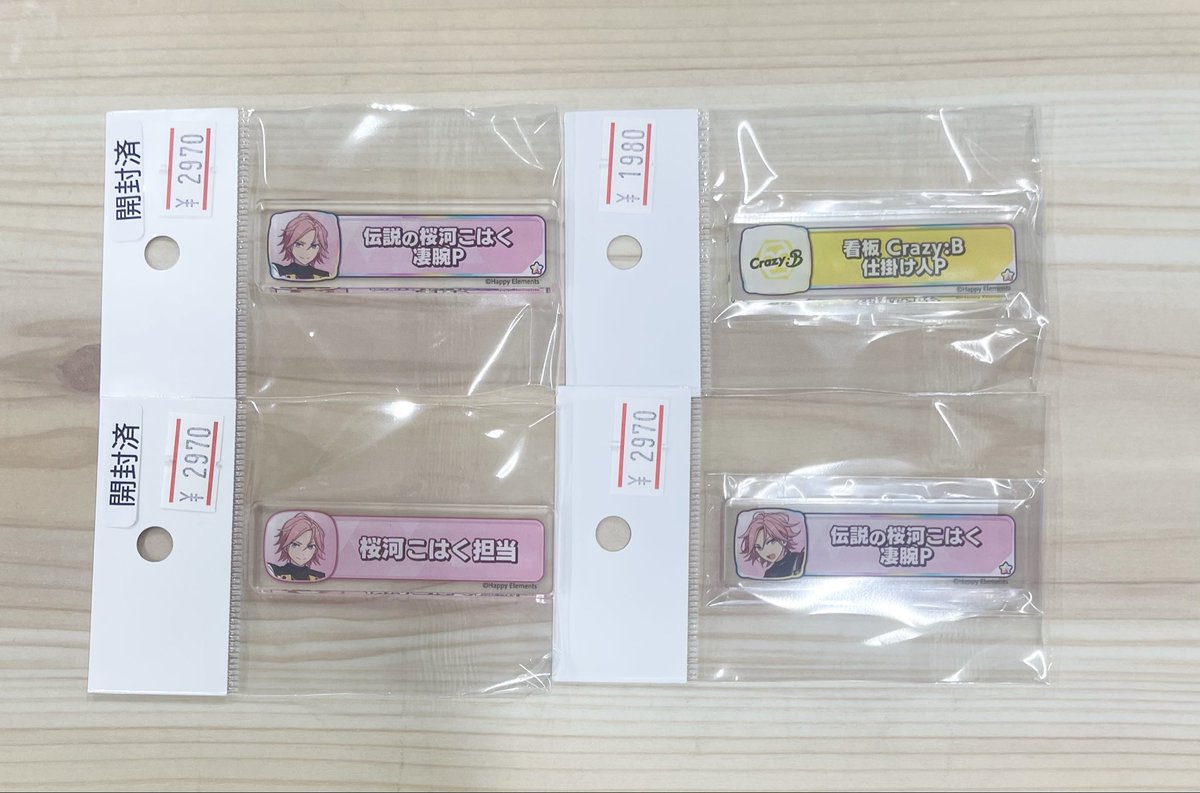 開封済
¥ 2970
伝説の桜河こはく
凄腕P
©Happy Elements
¥ 1980
Crazy:B
看板 Crazy:B
仕掛け人P
©Happy Elements
開封済
¥ 2970
桜河こはく担当
©Happy Elements
¥ 2970
伝説の桜河こはく
凄腕P
©Happy Elements